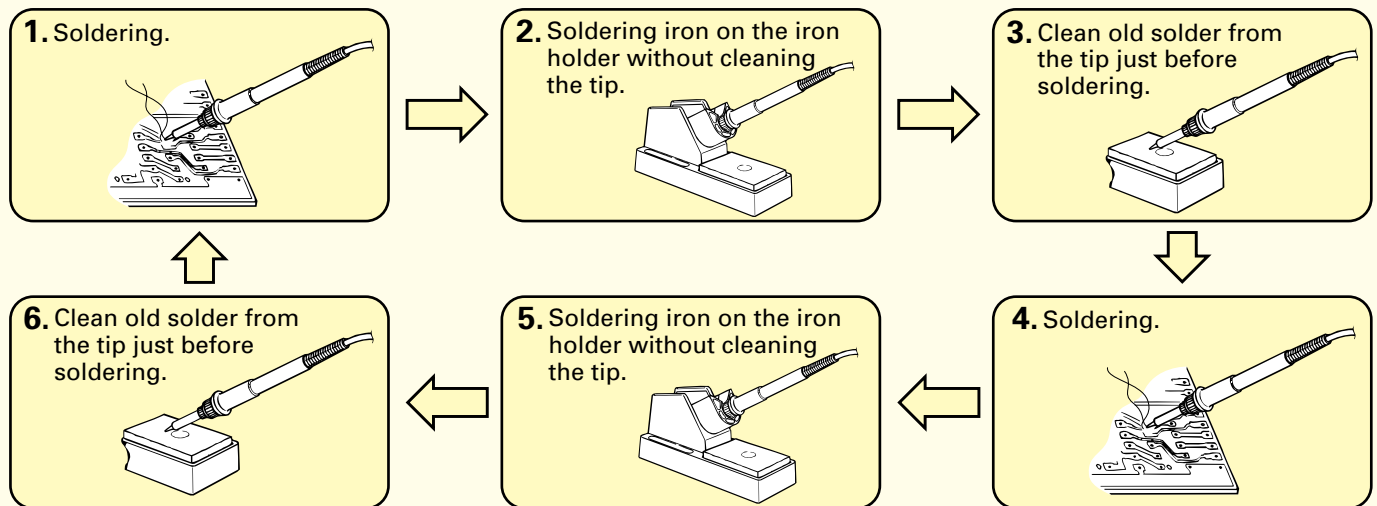 1. Soldering.
2. Soldering iron on the iron
holder without cleaning
the tip.
3. Clean old solder from
the tip just before
soldering.
4. Soldering.
5. Soldering iron on the iron
holder without cleaning
the tip.
6. Clean old solder from
the tip just before
soldering.